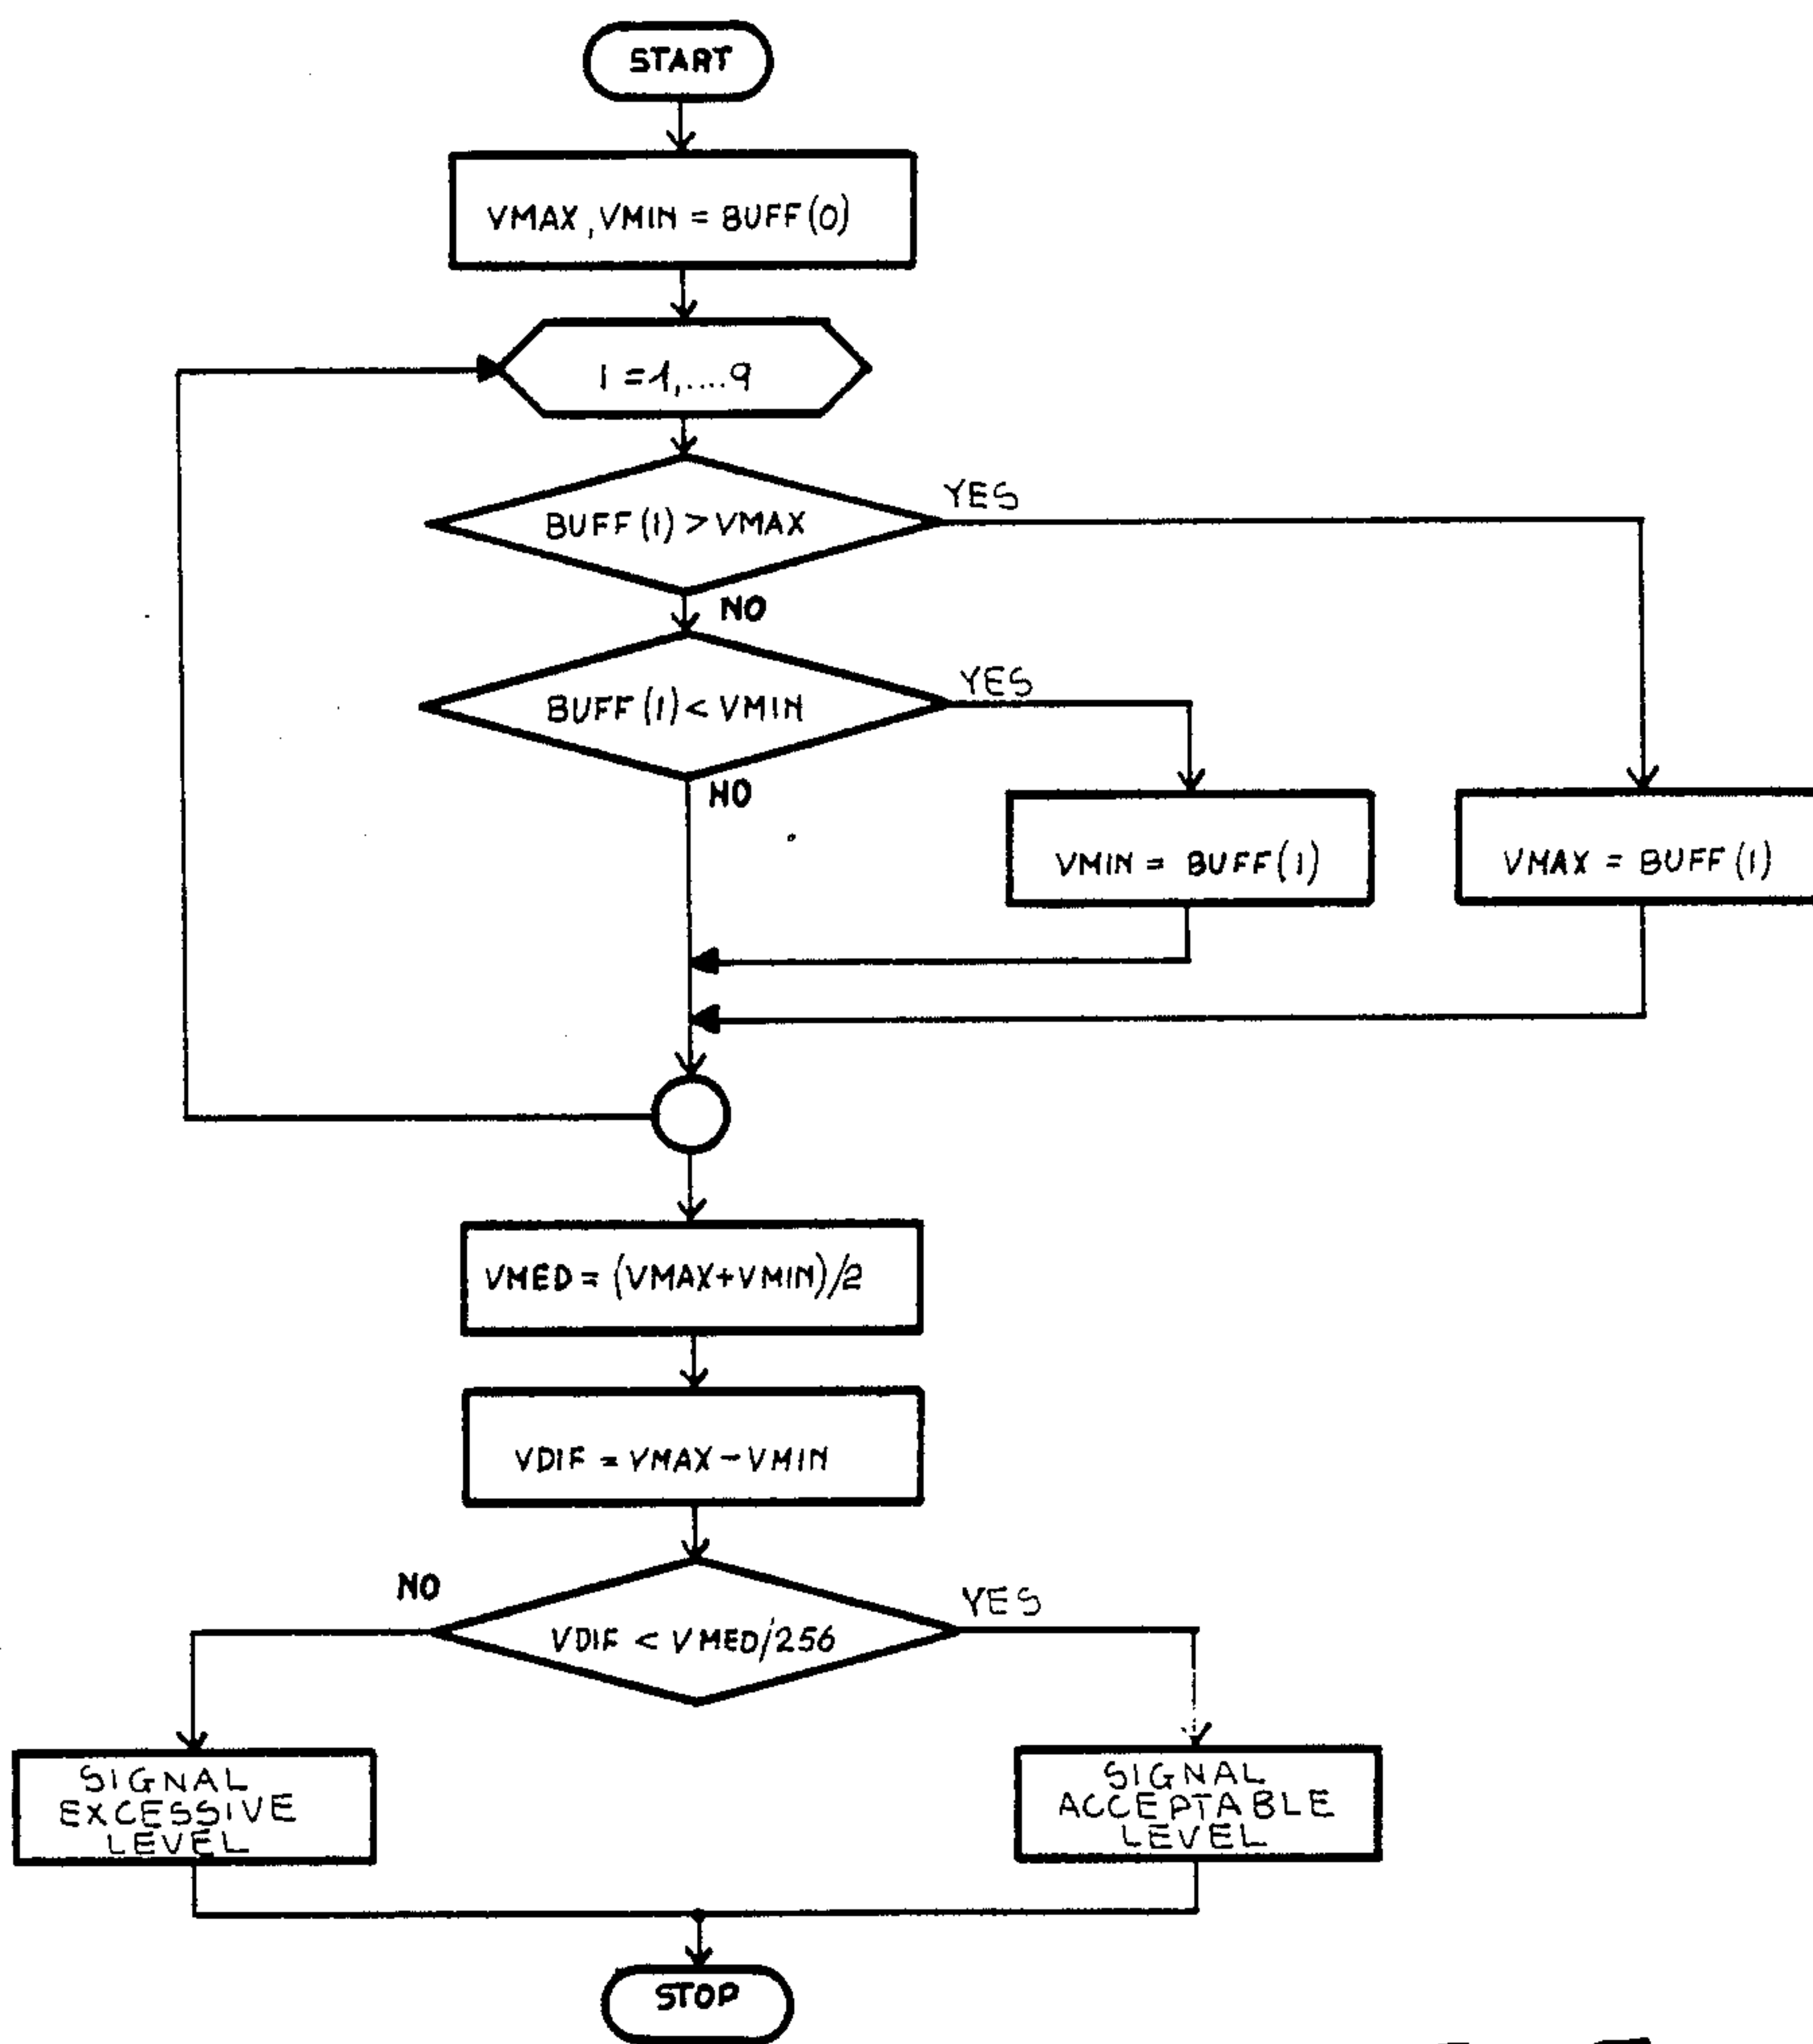 START
VMAX, VMIN = BUFF(0)
I = 1,....9
BUFF(I) > VMAX
YES
NO
BUFF(I) < VMIN
YES
NO
VMIN = BUFF(I)
VMAX = BUFF(I)
VMED = (VMAX+VMIN)/2
VDIF = VMAX - VMIN
NO
VDIF < VMED/256
YES
SIGNAL
EXCESSIVE
LEVEL
SIGNAL
ACCEPTABLE
LEVEL
STOP